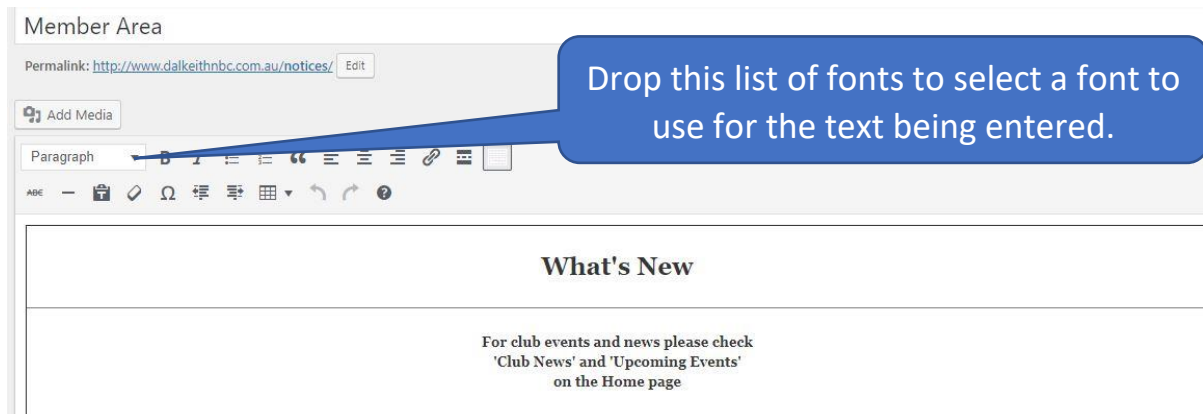 Member Area
Permalink: http://www.dalkeithnbc.com.au/notices/ Edit
Drop this list of fonts to select a font to
use for the text being entered.
Add Media
Paragraph B I
ABE Ω
What's New
For club events and news please check
'Club News' and 'Upcoming Events'
on the Home page